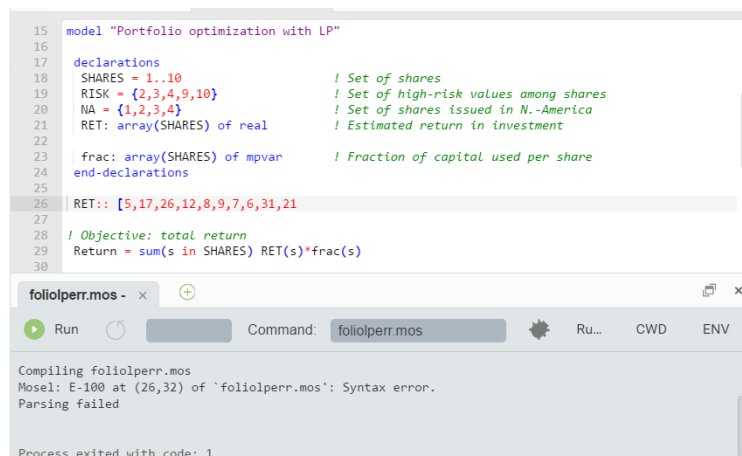 15 model "Portfolio optimization with LP"
16
17 declarations
18 SHARES = 1..10 ! Set of shares
19 RISK = {2,3,4,9,10} ! Set of high-risk values among shares
20 NA = {1,2,3,4} ! Set of shares issued in N.-America
21 RET: array(SHARES) of real ! Estimated return in investment
22
23 frac: array(SHARES) of mpvar ! Fraction of capital used per share
24 end-declarations
25
26 RET:: [5,17,26,12,8,9,7,6,31,21
27
28 ! Objective: total return
29 Return = sum(s in SHARES) RET(s)*frac(s)
30
foliolperr.mos -
Run Command: foliolperr.mos Ru... CWD ENV
Compiling foliolperr.mos
Mosel: E-100 at (26,32) of `foliolperr.mos': Syntax error.
Parsing failed
Process exited with code: 1